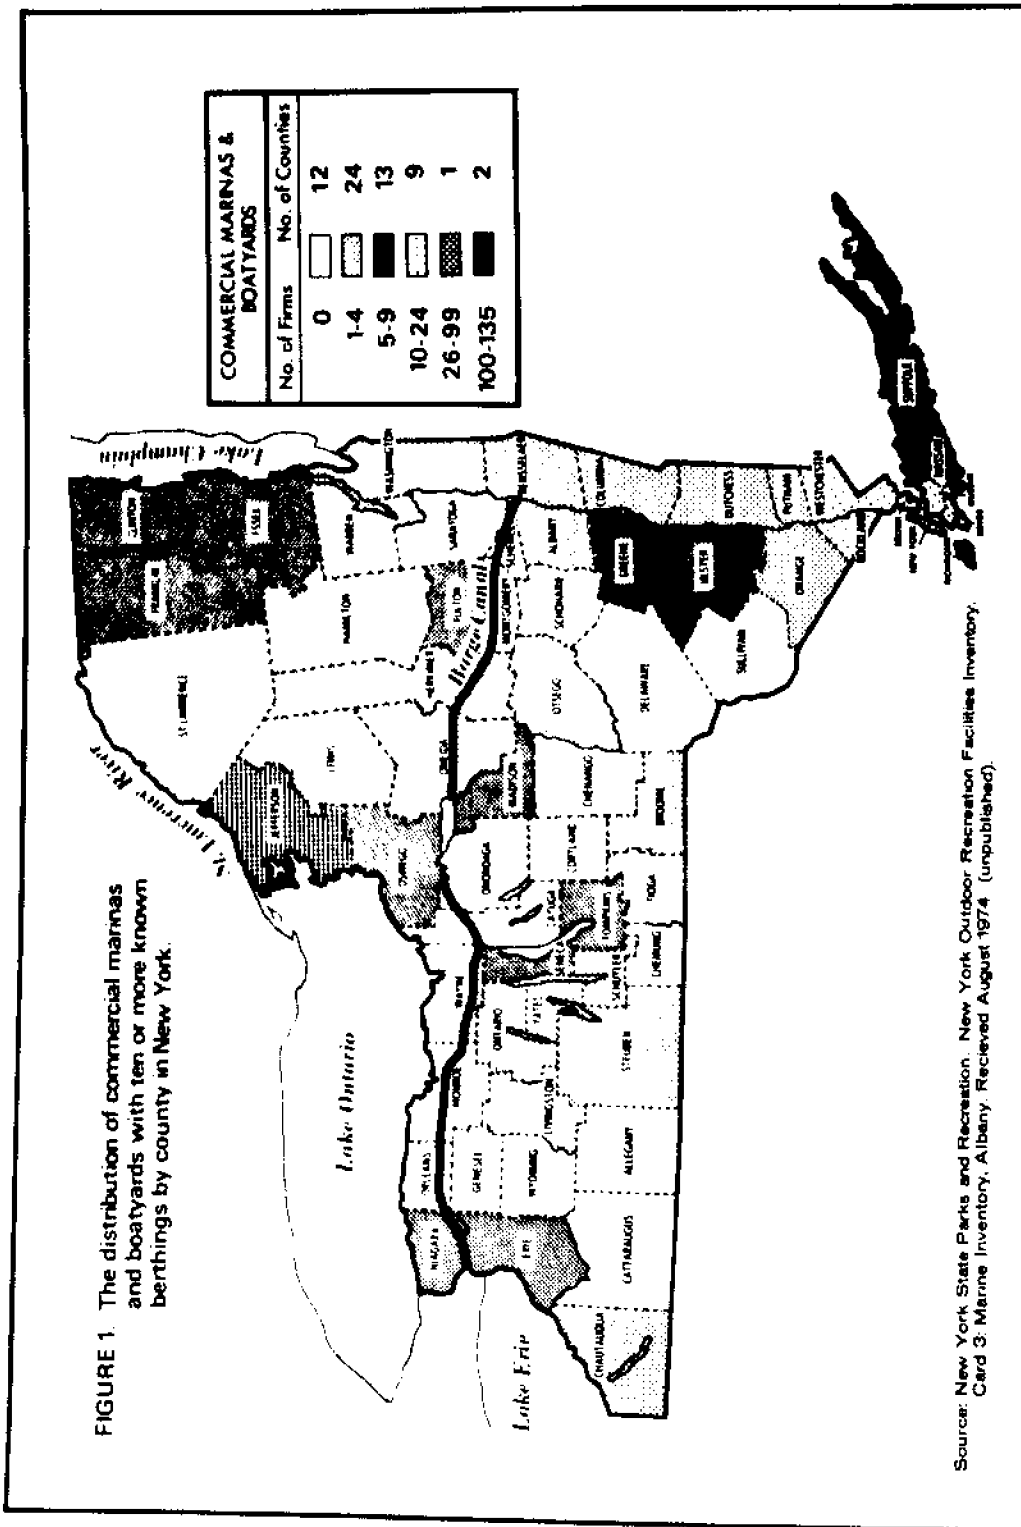 FIGURE 1. The distribution of commercial marinas
and boatyards with ten or more known
berthings by county in New York.
COMMERCIAL MARINAS &
BOATYARDS
No. of Firms No. of Counties
0 12
1-4 24
5-9 13
10-24 9
26-99 1
100-135 2
Lake Champlain
St. Lawrence River
Lake Ontario
Lake Erie
Barge Canal
CLINTON
FRANKLIN
ESSEX
ST. LAWRENCE
JEFFERSON
LEWIS
HAMILTON
WARREN
WASHINGTON
OSWEGO
ONEIDA
HERKIMER
FULTON
SARATOGA
NIAGARA
ORLEANS
MONROE
WAYNE
ONONDAGA
MADISON
MONTGOMERY
RENSSELAER
ERIE
GENESEE
WYOMING
LIVINGSTON
ONTARIO
YATES
SENECA
CAYUGA
CORTLAND
CHENANGO
OTSEGO
SCHOHARIE
ALBANY
CHAUTAUQUA
CATTARAUGUS
ALLEGANY
STEUBEN
SCHUYLER
CHEMUNG
TOMPKINS
TIOGA
BROOME
DELAWARE
GREENE
COLUMBIA
ULSTER
DUTCHESS
SULLIVAN
ORANGE
PUTNAM
WESTCHESTER
ROCKLAND
NEW YORK
NASSAU
SUFFOLK
Source: New York State Parks and Recreation. New York Outdoor Recreation Facilities Inventory.
Card 3: Marine Inventory, Albany. Recieved August 1974 (unpublished).